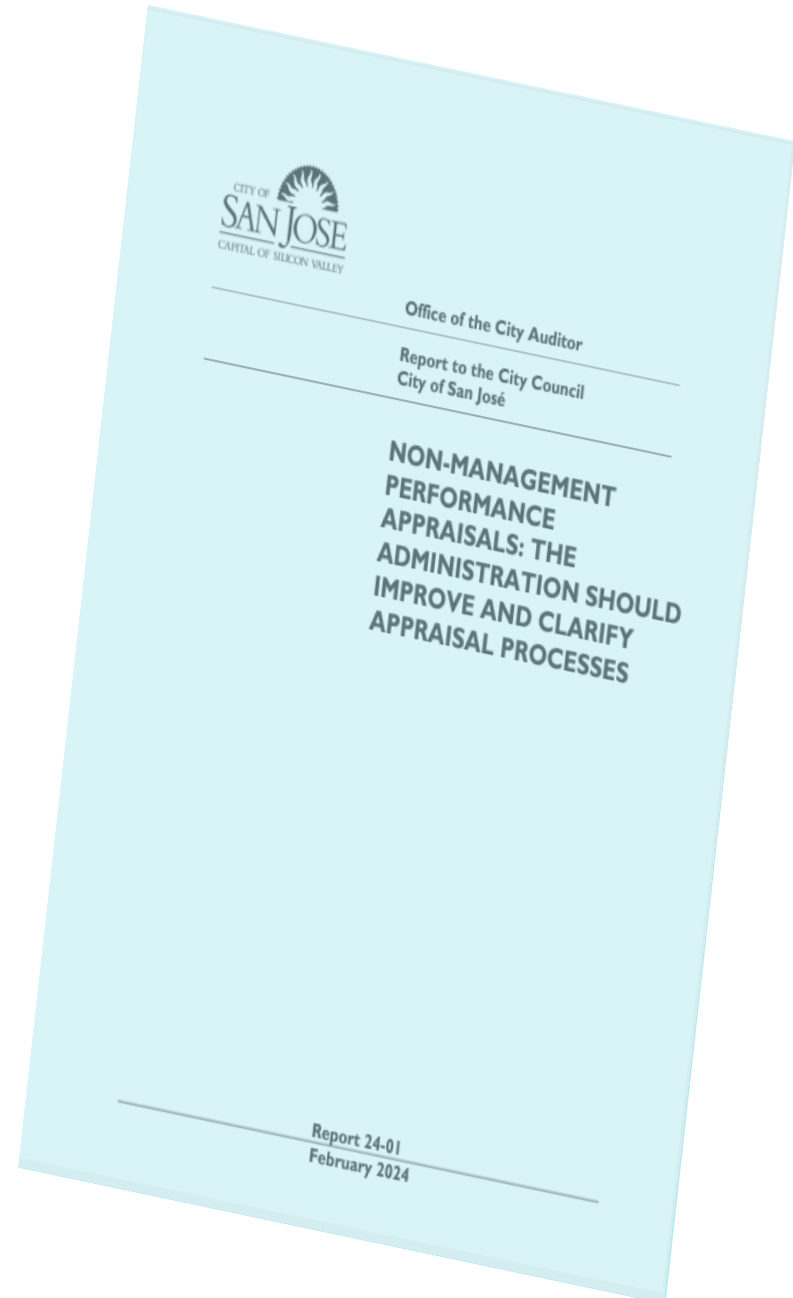 CITY OF
SAN JOSE
CAPITAL OF SILICON VALLEY
Office of the City Auditor
Report to the City Council
City of San José
NON-MANAGEMENT
PERFORMANCE
APPRAISALS: THE
ADMINISTRATION SHOULD
IMPROVE AND CLARIFY
APPRAISAL PROCESSES
Report 24-01
February 2024